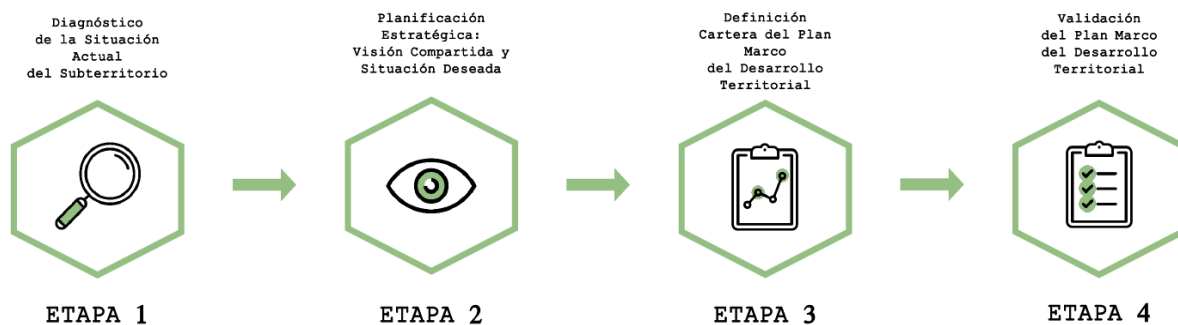 Diagnóstico
de la Situación
Actual
del Subterritorio
Planificación
Estratégica:
Visión Compartida y
Situación Deseada
Definición
Cartera del Plan
Marco
del Desarrollo
Territorial
Validación
del Plan Marco
del Desarrollo
Territorial
ETAPA 1
ETAPA 2
ETAPA 3
ETAPA 4